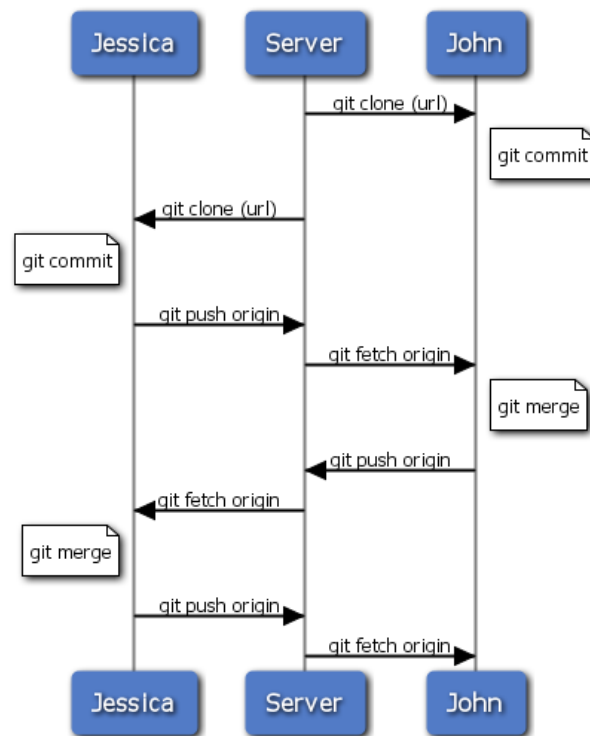 Jessica Server John
git clone (url)
git commit
git clone (url)
git commit
git push origin
git fetch origin
git merge
git push origin
git fetch origin
git merge
git push origin
git fetch origin
Jessica Server John